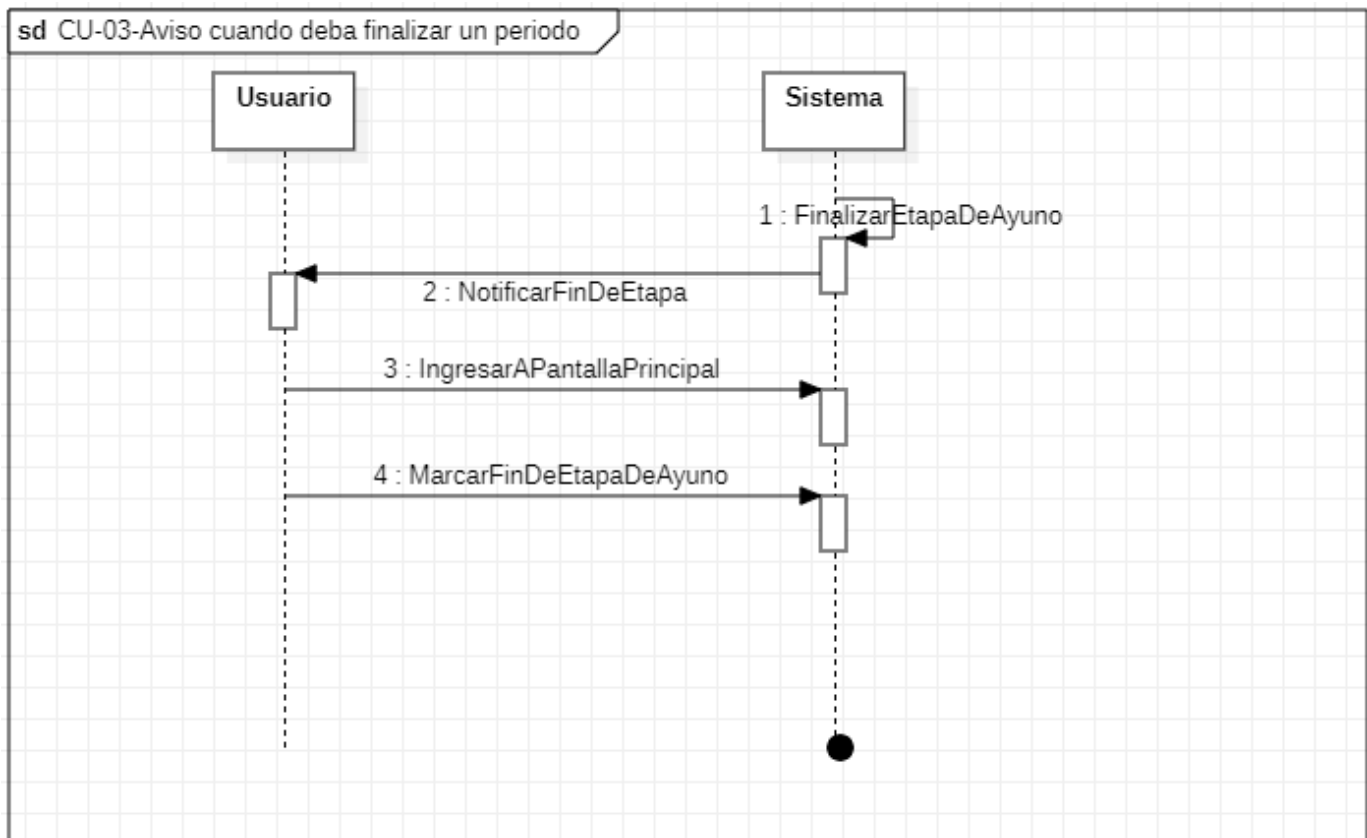 sd CU-03-Aviso cuando deba finalizar un periodo
Usuario
Sistema
1 : FinalizarEtapaDeAyuno
2 : NotificarFinDeEtapa
3 : IngresarAPantallaPrincipal
4 : MarcarFinDeEtapaDeAyuno